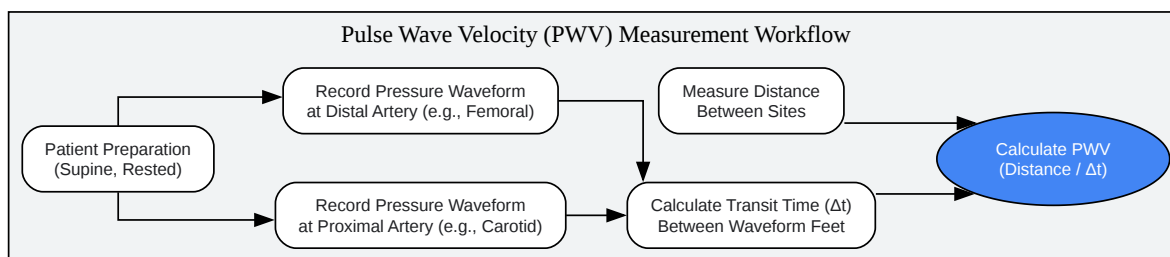 Pulse Wave Velocity (PWV) Measurement Workflow
Patient Preparation
(Supine, Rested)
Record Pressure Waveform
at Distal Artery (e.g., Femoral)
Record Pressure Waveform
at Proximal Artery (e.g., Carotid)
Measure Distance
Between Sites
Calculate Transit Time (Δt)
Between Waveform Feet
Calculate PWV
(Distance / Δt)